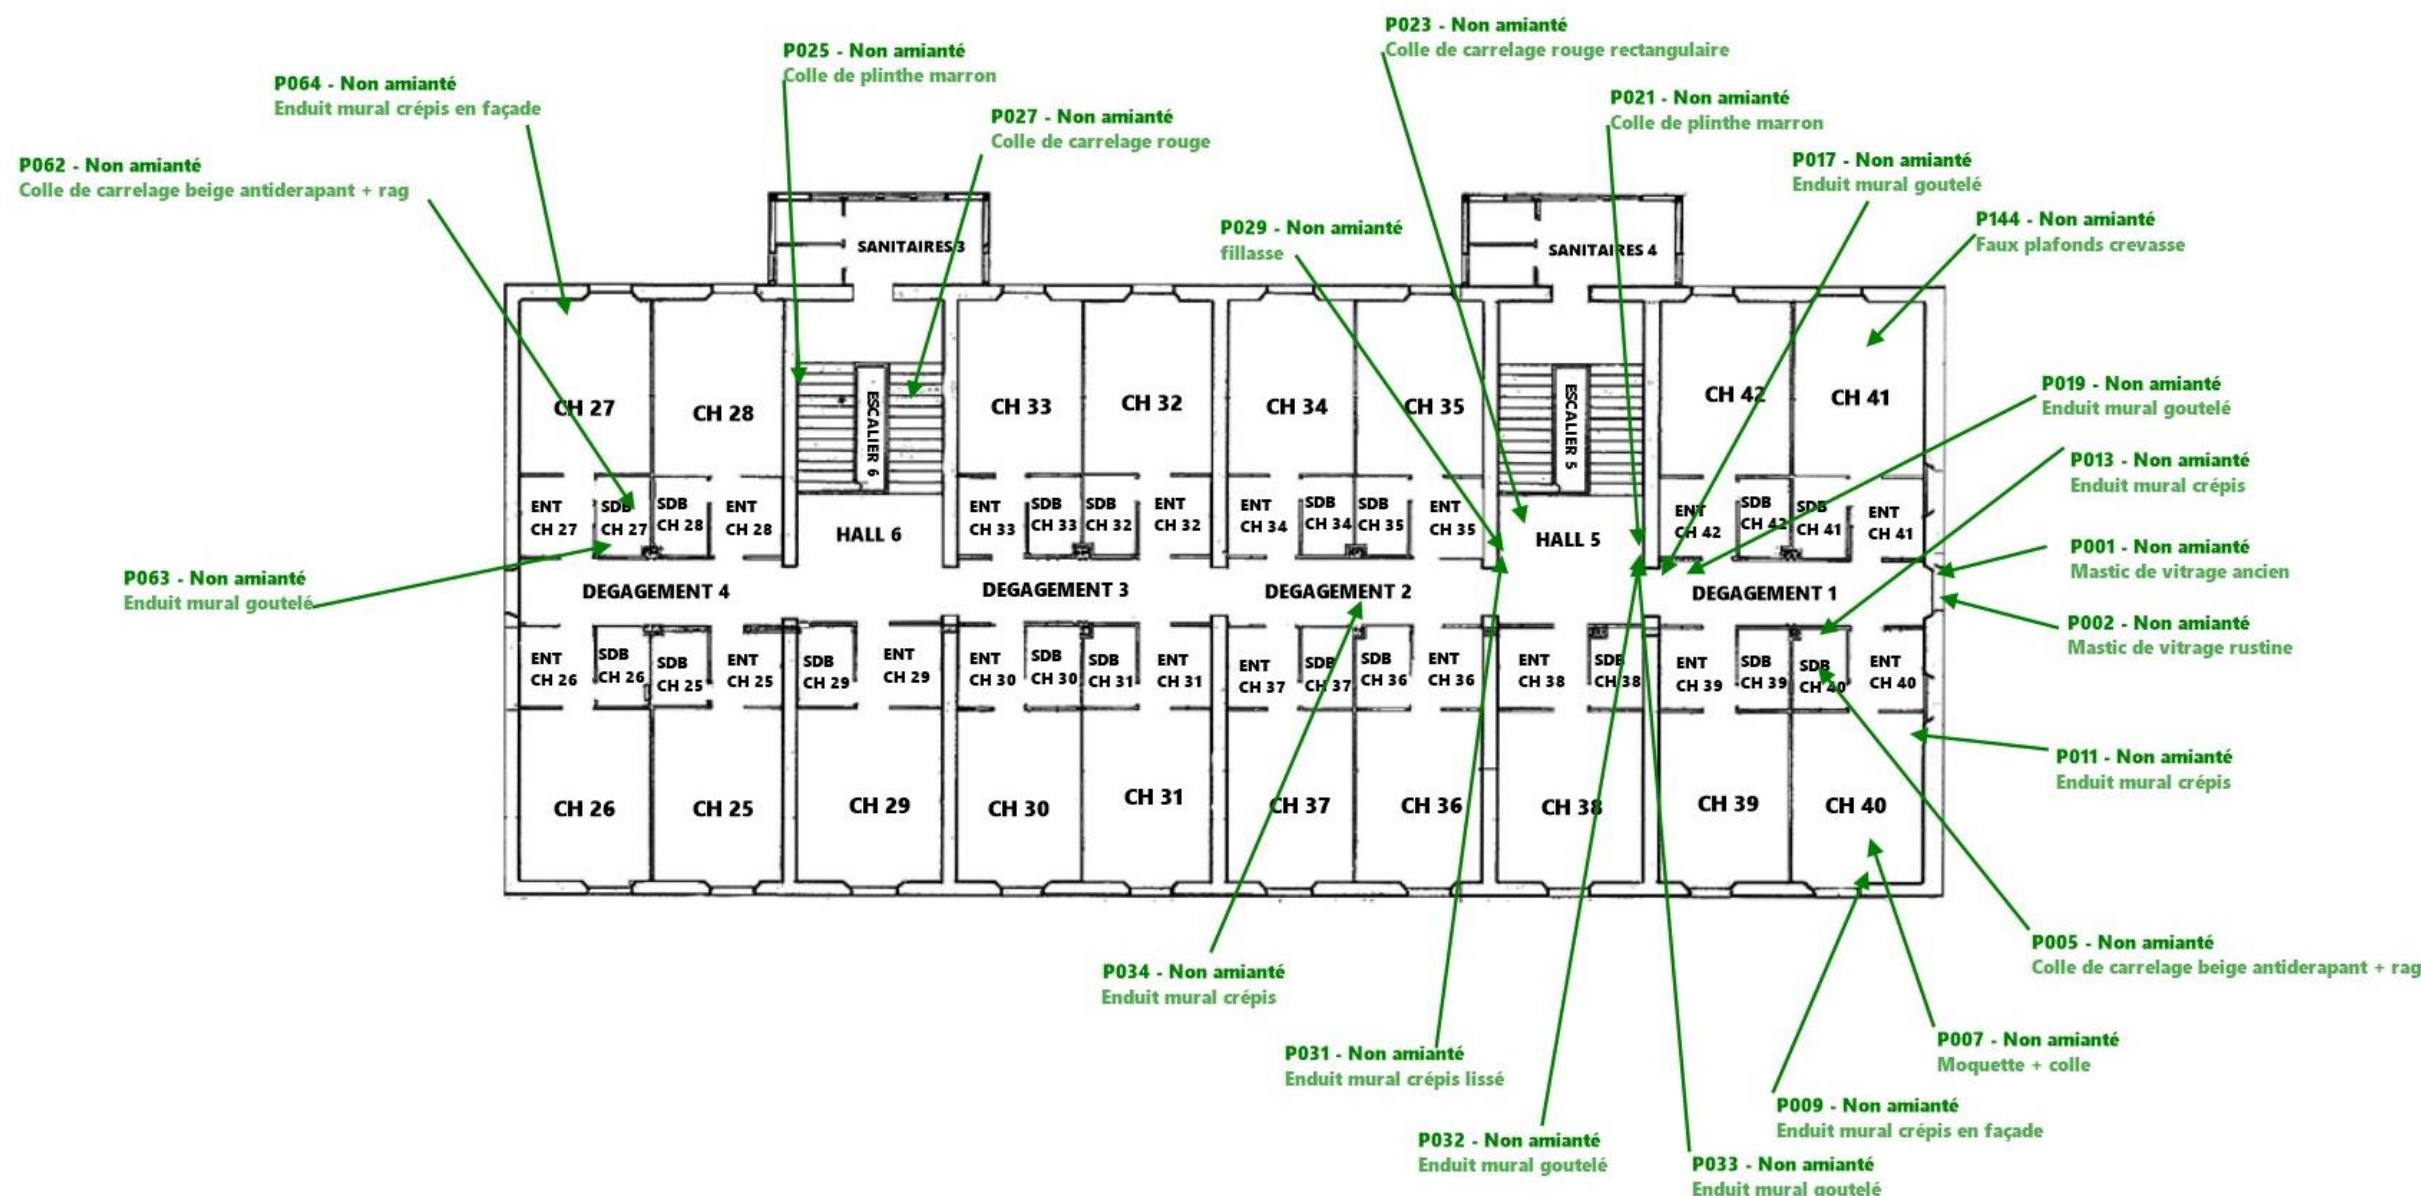 P023 - Non amianté
Colle de carrelage rouge rectangulaire
P025 - Non amianté
Colle de plinthe marron
P064 - Non amianté
Enduit mural crépis en façade
P021 - Non amianté
Colle de plinthe marron
P027 - Non amianté
Colle de carrelage rouge
P062 - Non amianté
Colle de carrelage beige antiderapant + rag
P017 - Non amianté
Enduit mural goutelé
P029 - Non amianté
fillasse
P144 - Non amianté
Faux plafonds crevasse
SANITAIRES 3
SANITAIRES 4
CH 27
CH 28
ESCALIER 6
CH 33
CH 32
CH 34
CH 35
ESCALIER 5
CH 42
CH 41
P019 - Non amianté
Enduit mural goutelé
P013 - Non amianté
Enduit mural crépis
ENT
CH 27
SDB
CH 27
SDB
CH 28
ENT
CH 28
HALL 6
ENT
CH 33
SDB
CH 33
SDB
CH 32
ENT
CH 32
ENT
CH 34
SDB
CH 34
SDB
CH 35
ENT
CH 35
HALL 5
ENT
CH 42
SDB
CH 42
SDB
CH 41
ENT
CH 41
P001 - Non amianté
Mastic de vitrage ancien
P063 - Non amianté
Enduit mural goutelé
DEGAGEMENT 4
DEGAGEMENT 3
DEGAGEMENT 2
DEGAGEMENT 1
P002 - Non amianté
Mastic de vitrage rustine
ENT
CH 26
SDB
CH 26
SDB
CH 25
ENT
CH 25
SDB
CH 29
ENT
CH 29
ENT
CH 30
SDB
CH 30
SDB
CH 31
ENT
CH 31
ENT
CH 37
SDB
CH 37
SDB
CH 36
ENT
CH 36
ENT
CH 38
SDB
CH 38
ENT
CH 39
SDB
CH 39
SDB
CH 40
ENT
CH 40
P011 - Non amianté
Enduit mural crépis
CH 26
CH 25
CH 29
CH 30
CH 31
CH 37
CH 36
CH 38
CH 39
CH 40
P005 - Non amianté
Colle de carrelage beige antiderapant + rag
P034 - Non amianté
Enduit mural crépis
P007 - Non amianté
Moquette + colle
P031 - Non amianté
Enduit mural crépis lissé
P009 - Non amianté
Enduit mural crépis en façade
P032 - Non amianté
Enduit mural goutelé
P033 - Non amianté
Enduit mural goutelé